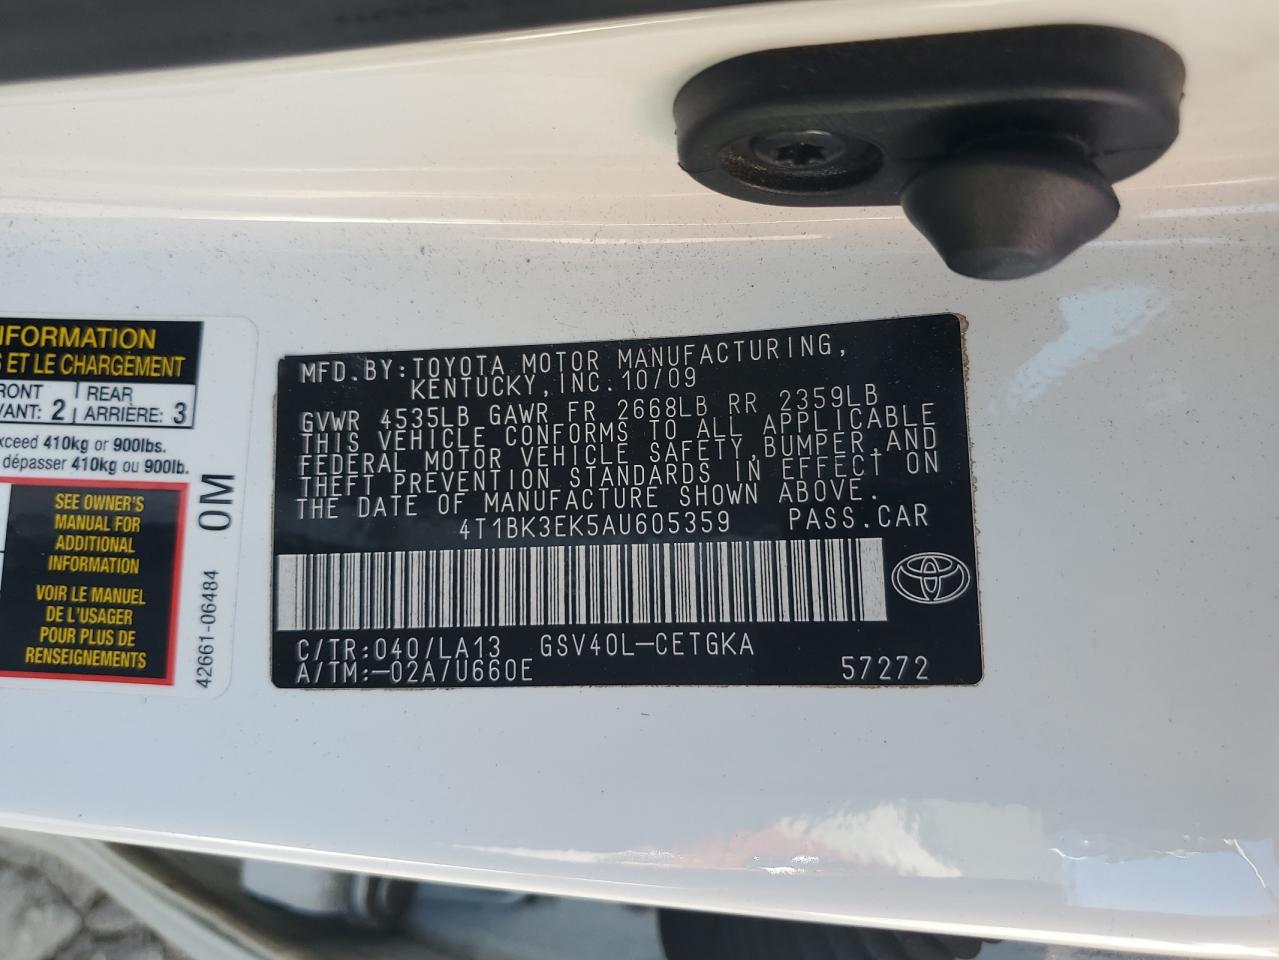 NFORMATION
S ET LE CHARGEMENT
RONT
VANT: 2
REAR
ARRIÈRE: 3
xceed 410kg or 900lbs.
dépasser 410kg ou 900lb.
SEE OWNER'S
MANUAL FOR
ADDITIONAL
INFORMATION
VOIR LE MANUEL
DE L'USAGER
POUR PLUS DE
RENSEIGNEMENTS
42661-06484 0M
MFD.BY:TOYOTA MOTOR MANUFACTURING,
KENTUCKY,INC.10/09
GVWR 4535LB GAWR FR 2668LB RR 2359LB
THIS VEHICLE CONFORMS TO ALL APPLICABLE
FEDERAL MOTOR VEHICLE SAFETY,BUMPER,AND
THEFT PREVENTION STANDARDS IN EFFECT ON
THE DATE OF MANUFACTURE SHOWN ABOVE.
4T1BK3EK5AU605359 PASS.CAR
C/TR:040/LA13 GSV40L-CETGKA
A/TM:-02A/U660E 57272